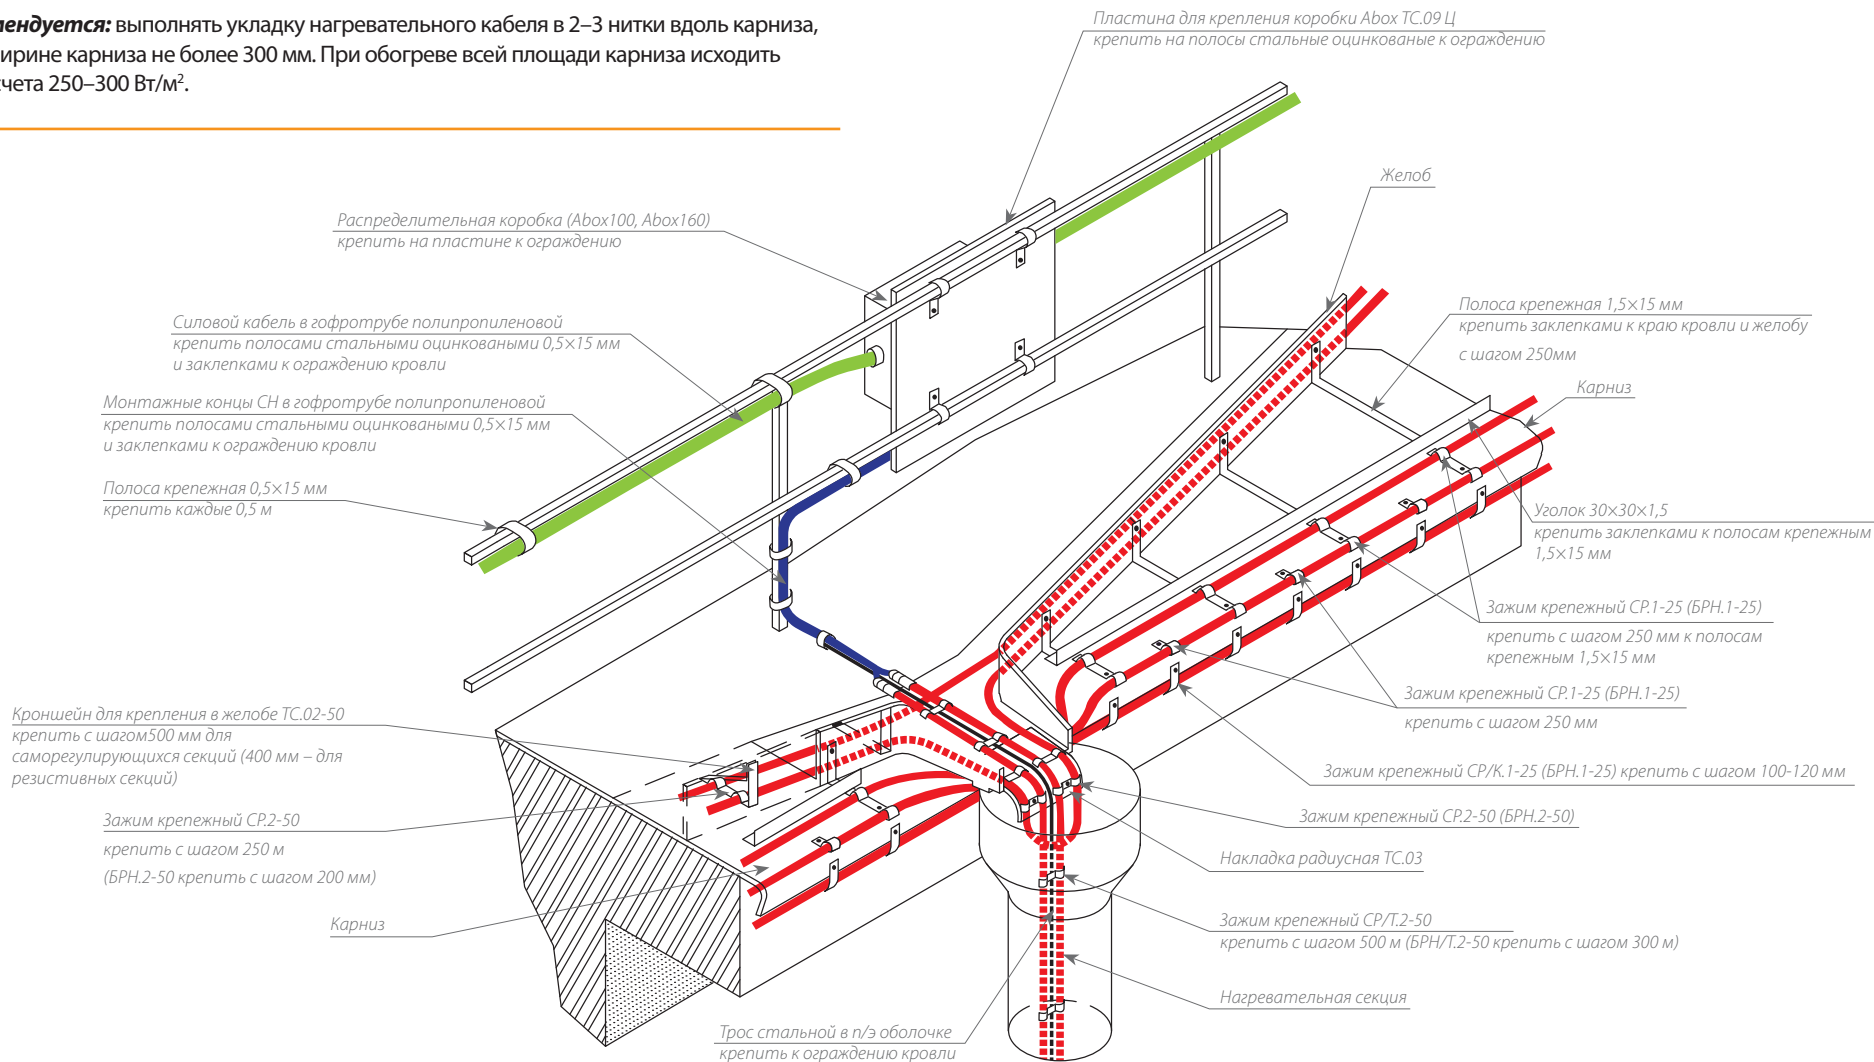 мендуется: выполнять укладку нагревательного кабеля в 2–3 нитки вдоль карниза,
ирине карниза не более 300 мм. При обогреве всей площади карниза исходить
счета 250–300 Вт/м².
Пластина для крепления коробки Abox ТС.09 Ц
крепить на полосы стальные оцинкованые к ограждению
Желоб
Распределительная коробка (Abox100, Abox160)
крепить на пластине к ограждению
Полоса крепежная 1,5×15 мм
крепить заклепками к краю кровли и желобу
с шагом 250мм
Силовой кабель в гофротрубе полипропиленовой
крепить полосами стальными оцинковаными 0,5×15 мм
и заклепками к ограждению кровли
Карниз
Монтажные концы СН в гофротрубе полипропиленовой
крепить полосами стальными оцинковаными 0,5×15 мм
и заклепками к ограждению кровли
Полоса крепежная 0,5×15 мм
крепить каждые 0,5 м
Уголок 30×30×1,5
крепить заклепками к полосам крепежным
1,5×15 мм
Зажим крепежный СР.1-25 (БРН.1-25)
крепить с шагом 250 мм к полосам
крепежным 1,5×15 мм
Зажим крепежный СР.1-25 (БРН.1-25)
крепить с шагом 250 мм
Кроншейн для крепления в желобе ТС.02-50
крепить с шагом500 мм для
саморегулирующихся секций (400 мм – для
резистивных секций)
Зажим крепежный СР/К.1-25 (БРН.1-25) крепить с шагом 100-120 мм
Зажим крепежный СР.2-50 (БРН.2-50)
Зажим крепежный СР.2-50
крепить с шагом 250 м
(БРН.2-50 крепить с шагом 200 мм)
Накладка радиусная ТС.03
Карниз
Зажим крепежный СР/Т.2-50
крепить с шагом 500 м (БРН/Т.2-50 крепить с шагом 300 м)
Нагревательная секция
Трос стальной в п/э оболочке
крепить к ограждению кровли